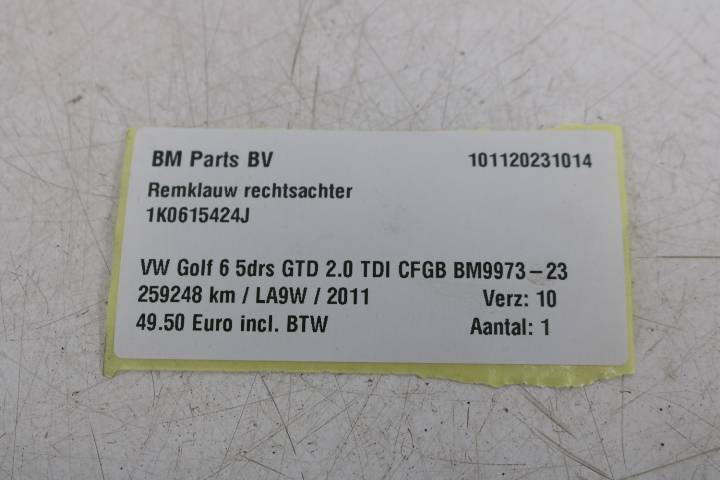 BM Parts BV 101120231014
Remklauw rechtsachter
1K0615424J
VW Golf 6 5drs GTD 2.0 TDI CFGB BM9973-23
259248 km / LA9W / 2011 Verz: 10
49.50 Euro incl. BTW Aantal: 1